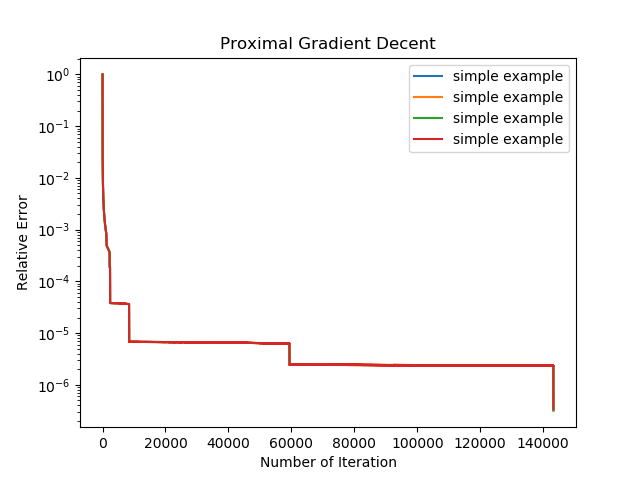 Proximal Gradient Decent
simple example
simple example
simple example
simple example
Relative Error
10⁰
10⁻¹
10⁻²
10⁻³
10⁻⁴
10⁻⁵
10⁻⁶
0 20000 40000 60000 80000 100000 120000 140000
Number of Iteration